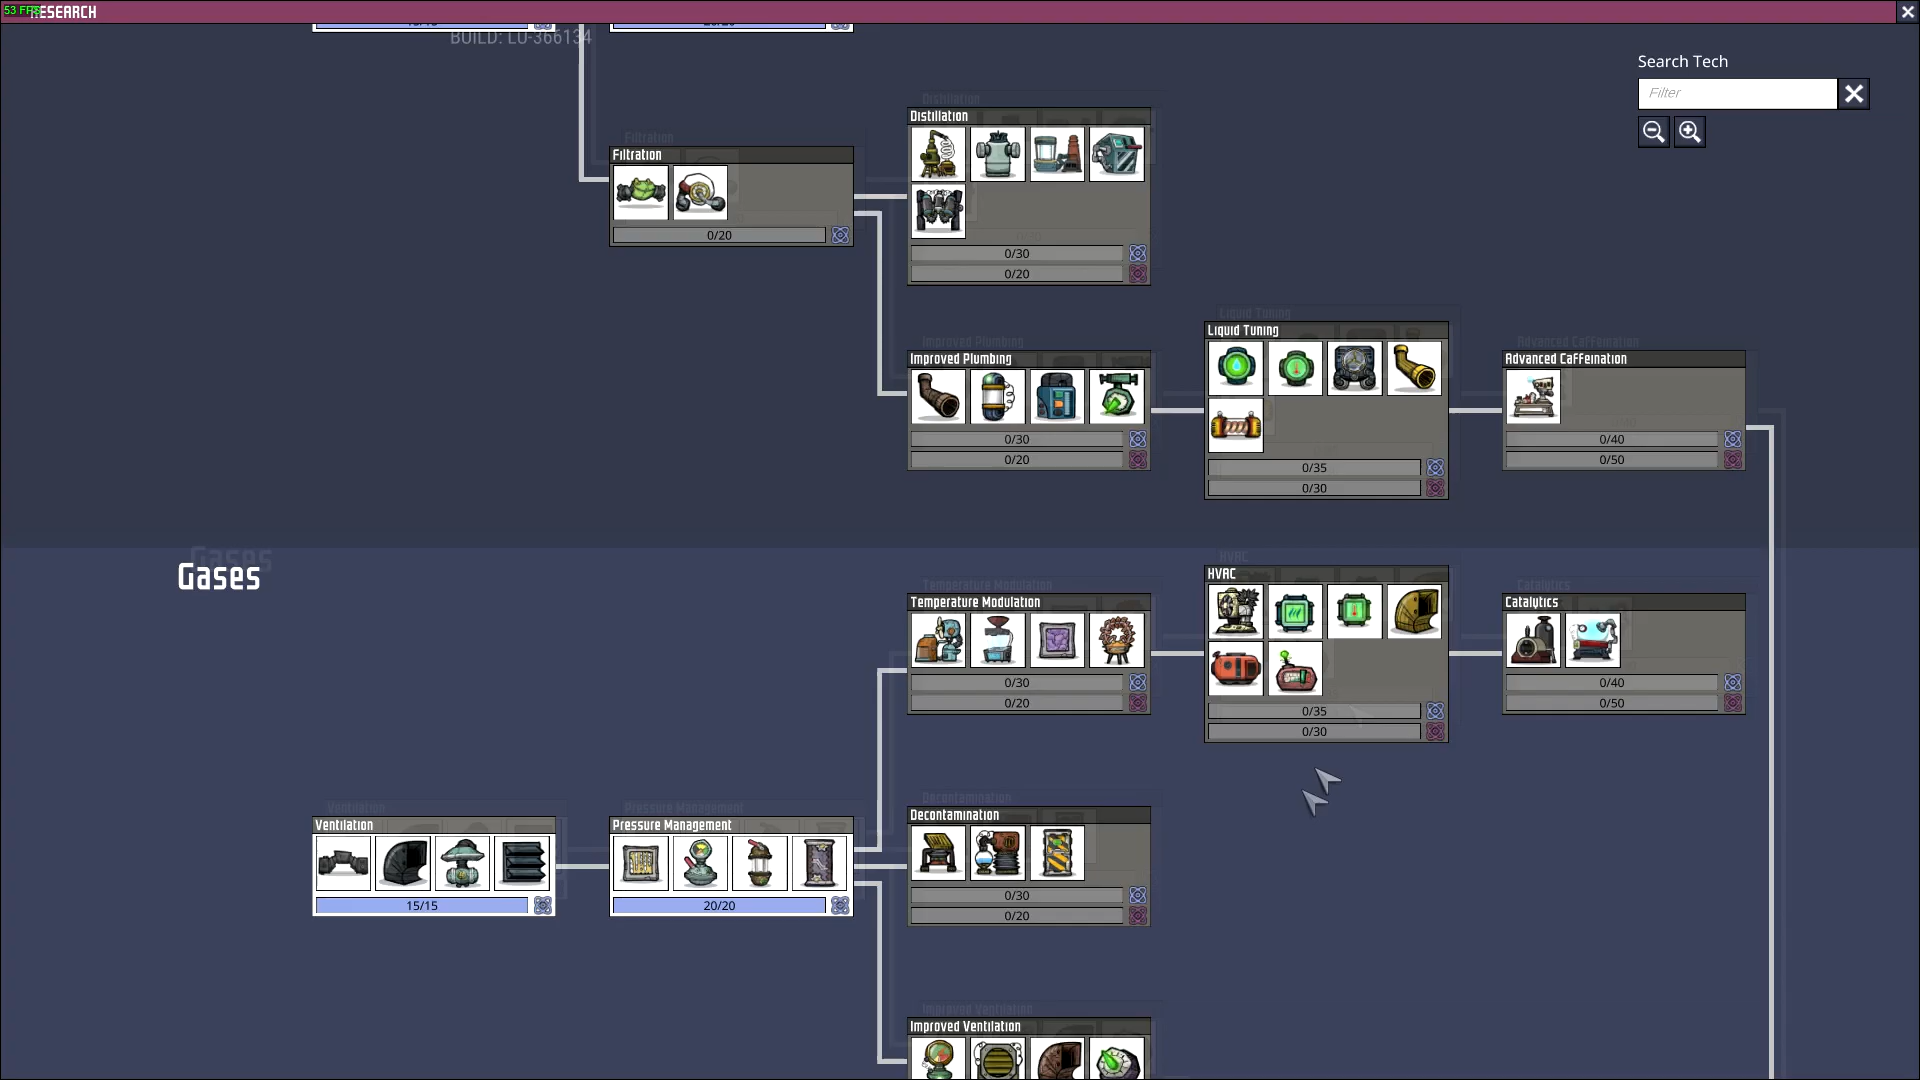 53 FPS
RESEARCH
BUILD: LU-366134
Search Tech
Filter
Distillation
0/30
0/20
Filtration
0/20
Liquid Tuning
0/35
0/30
Improved Plumbing
0/30
0/20
Advanced Caffeination
0/40
0/50
Gases
HVAC
0/35
0/30
Temperature Modulation
0/30
0/20
Catalytics
0/40
0/50
Ventilation
15/15
Pressure Management
20/20
Decontamination
0/30
0/20
Improved Ventilation